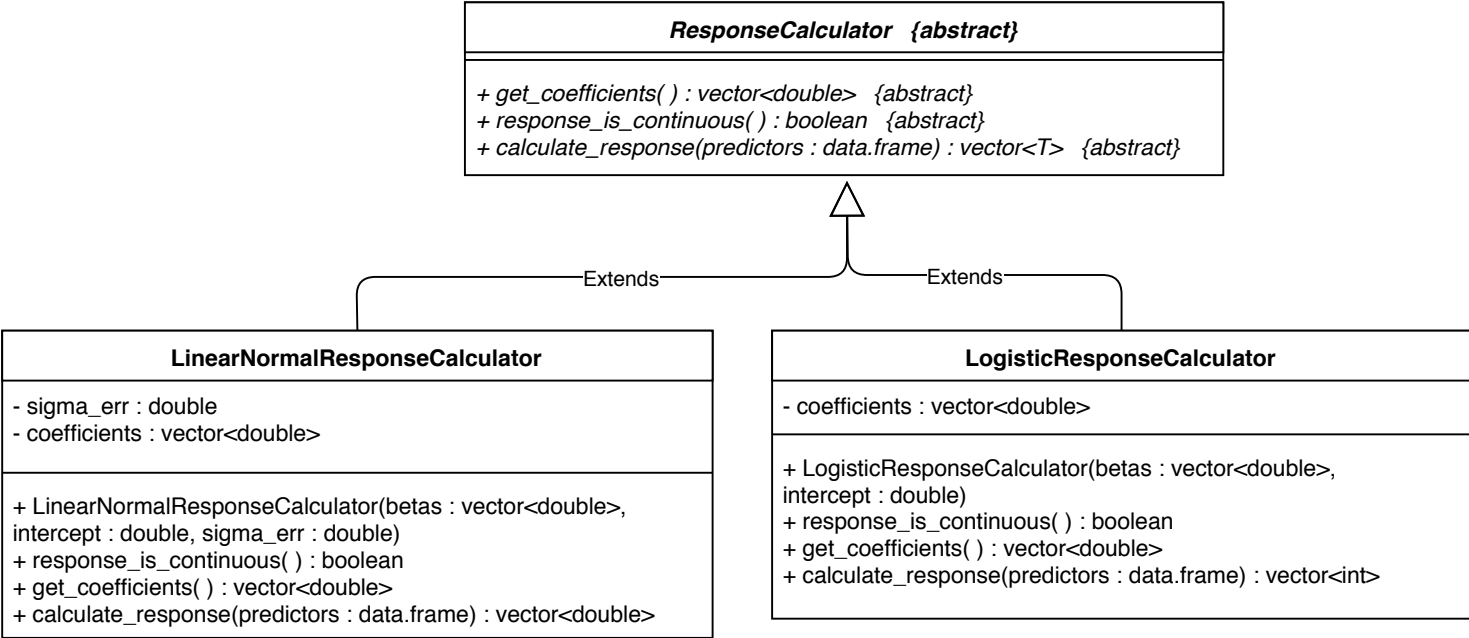 ResponseCalculator {abstract}
+ get_coefficients( ) : vector<double> {abstract}
+ response_is_continuous( ) : boolean {abstract}
+ calculate_response(predictors : data.frame) : vector<T> {abstract}
Extends
Extends
LinearNormalResponseCalculator
- sigma_err : double
- coefficients : vector<double>
+ LinearNormalResponseCalculator(betas : vector<double>,
intercept : double, sigma_err : double)
+ response_is_continuous( ) : boolean
+ get_coefficients( ) : vector<double>
+ calculate_response(predictors : data.frame) : vector<double>
LogisticResponseCalculator
- coefficients : vector<double>
+ LogisticResponseCalculator(betas : vector<double>,
intercept : double)
+ response_is_continuous( ) : boolean
+ get_coefficients( ) : vector<double>
+ calculate_response(predictors : data.frame) : vector<int>